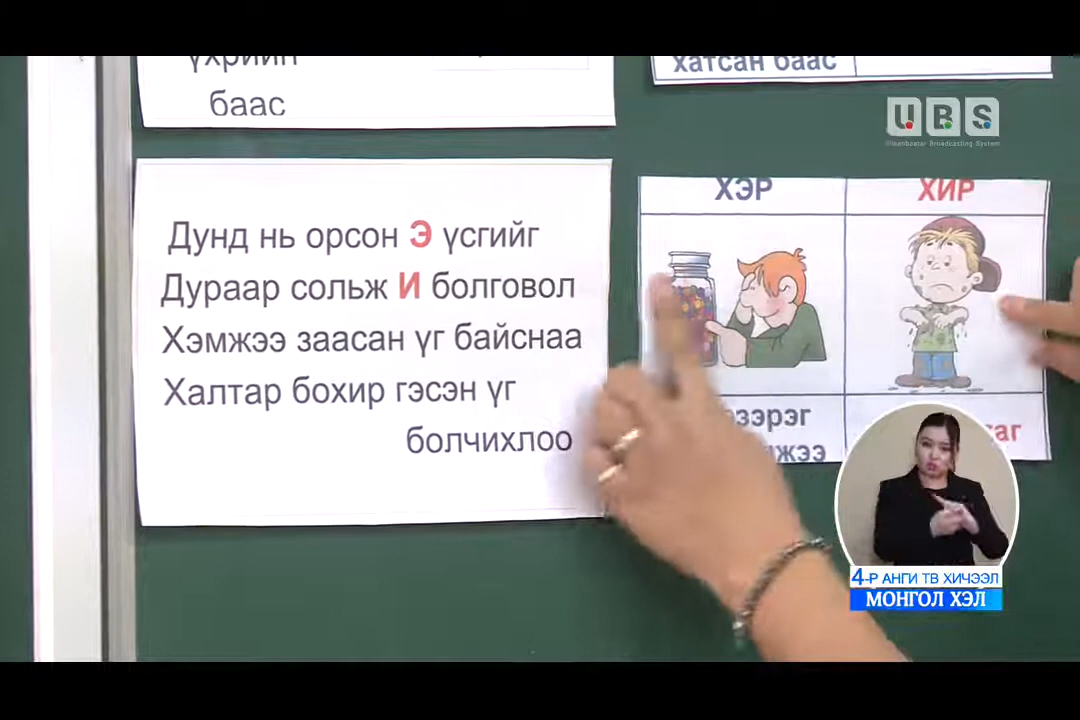 үхрийн
баас
хатсан баас
UBS
Ulaanbaatar Broadcasting System
Дунд нь орсон Э үсгийг
Дураар сольж И болговол
Хэмжээ заасан үг байснаа
Халтар бохир гэсэн үг
болчихлоо
ХЭР
ХИР
4-Р АНГИ ТВ ХИЧЭЭЛ
МОНГОЛ ХЭЛ